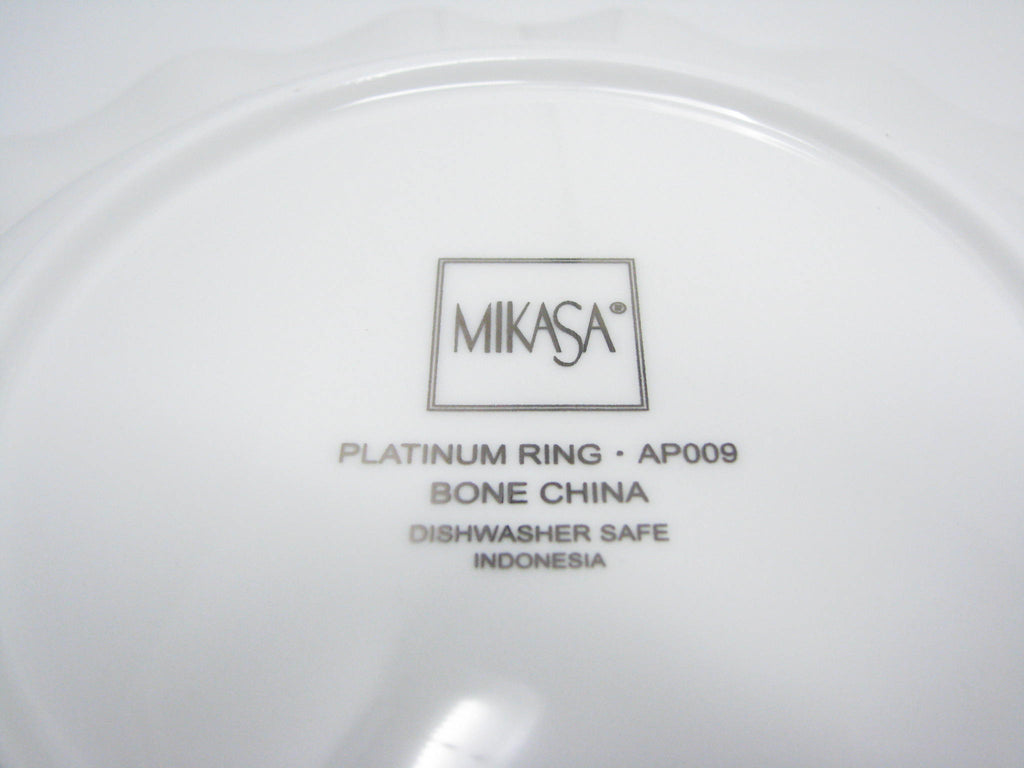 MIKASA®
PLATINUM RING · AP009
BONE CHINA
DISHWASHER SAFE
INDONESIA